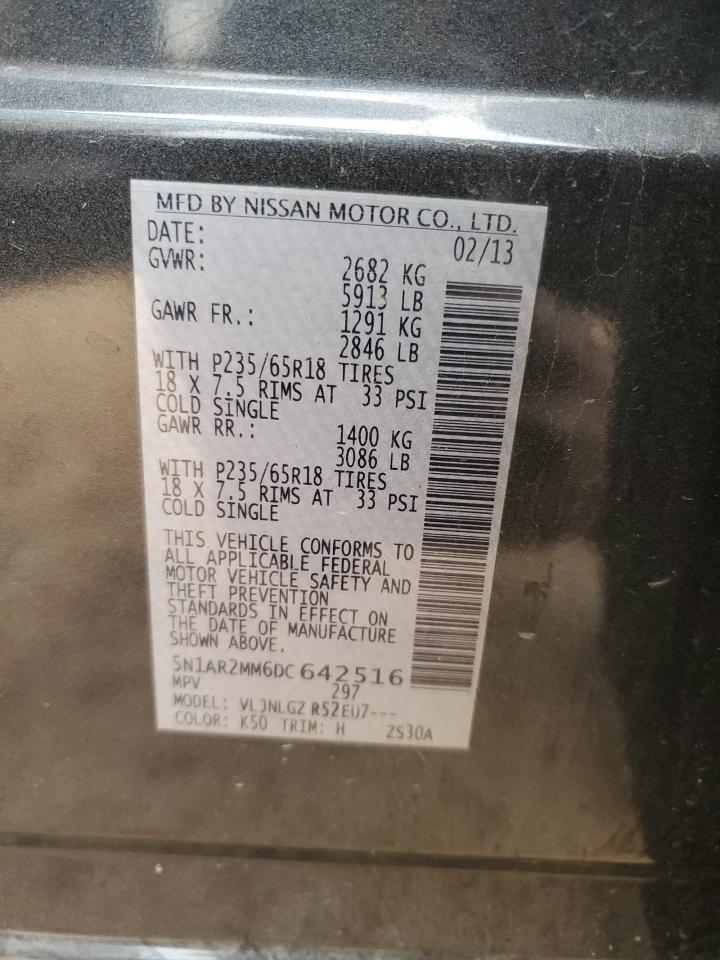 MFD BY NISSAN MOTOR CO., LTD.
DATE: 02/13
GVWR: 2682 KG
5913 LB
GAWR FR.: 1291 KG
2846 LB
WITH P235/65R18 TIRES
18 X 7.5 RIMS AT 33 PSI
COLD SINGLE
GAWR RR.: 1400 KG
3086 LB
WITH P235/65R18 TIRES
18 X 7.5 RIMS AT 33 PSI
COLD SINGLE
THIS VEHICLE CONFORMS TO
ALL APPLICABLE FEDERAL
MOTOR VEHICLE SAFETY AND
THEFT PREVENTION
STANDARDS IN EFFECT ON
THE DATE OF MANUFACTURE
SHOWN ABOVE.
5N1AR2MM6DC 642516
MPV 297
MODEL: VLJNLGZ R52EU7---
COLOR: K50 TRIM: H ZS30A